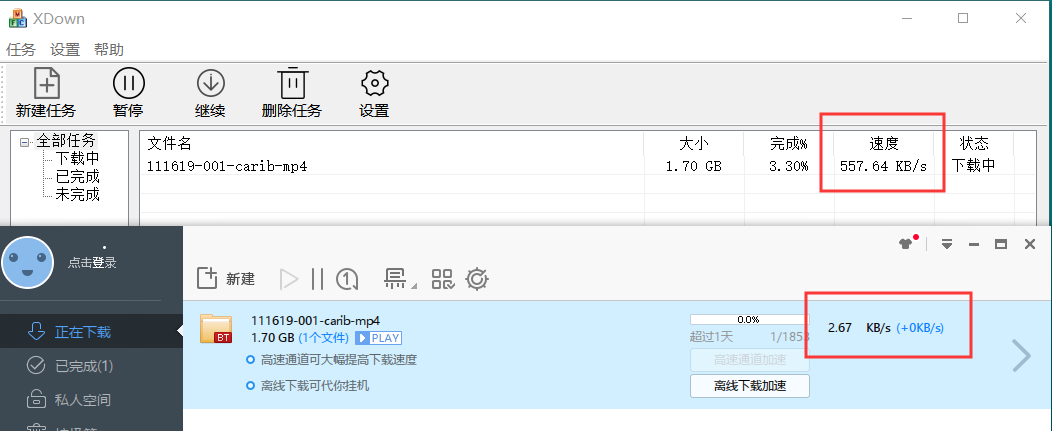 XDown
任务 设置 帮助
新建任务 暂停 继续 删除任务 设置
全部任务
下载中
已完成
未完成
文件名 大小 完成% 速度 状态
111619-001-carib-mp4 1.70 GB 3.30% 557.64 KB/s 下载中
点击登录
新建
正在下载
已完成(1)
私人空间
111619-001-carib-mp4
1.70 GB (1个文件) PLAY
BT
高速通道可大幅提高下载速度
离线下载可代你挂机
0.0%
超过1天 1/1853
高速通道加速
离线下载加速
2.67 KB/s (+0KB/s)